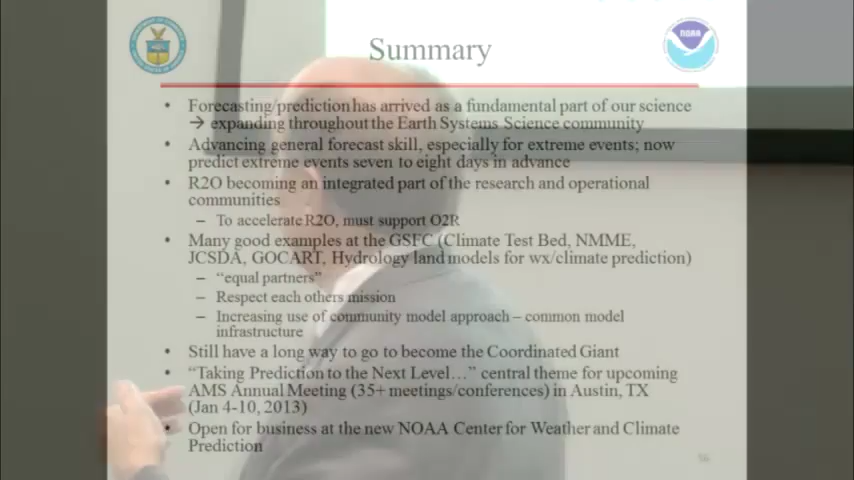 NOAA
Summary
• Forecasting/prediction has arrived as a fundamental part of our science
→ expanding throughout the Earth Systems Science community
• Advancing general forecast skill, especially for extreme events; now
predict extreme events seven to eight days in advance
• R2O becoming an integrated part of the research and operational
communities
– To accelerate R2O, must support O2R
• Many good examples at the GSFC (Climate Test Bed, NMME,
JCSDA, GOCART, Hydrology land models for wx/climate prediction)
– “equal partners”
– Respect each others mission
– Increasing use of community model approach – common model
infrastructure
• Still have a long way to go to become the Coordinated Giant
• “Taking Prediction to the Next Level…” central theme for upcoming
AMS Annual Meeting (35+ meetings/conferences) in Austin, TX
(Jan 4-10, 2013)
• Open for business at the new NOAA Center for Weather and Climate
Prediction